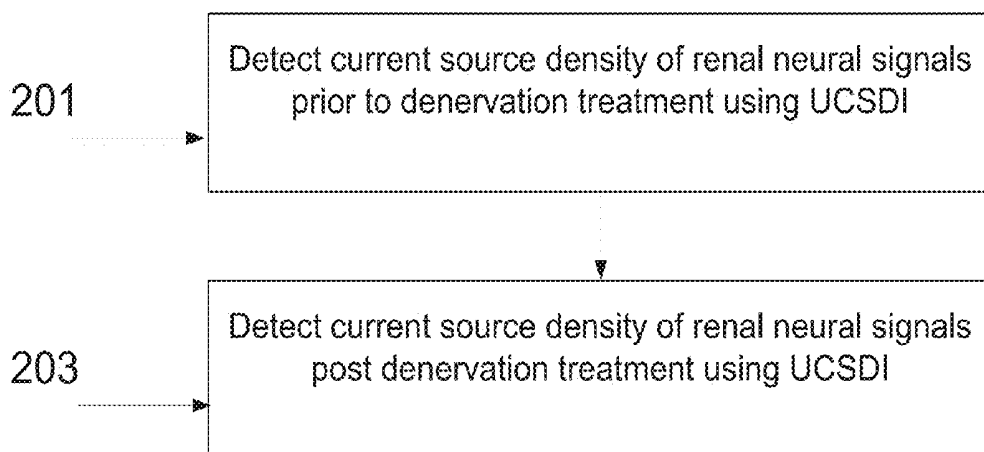 201
Detect current source density of renal neural signals
prior to denervation treatment using UCSDI
203
Detect current source density of renal neural signals
post denervation treatment using UCSDI